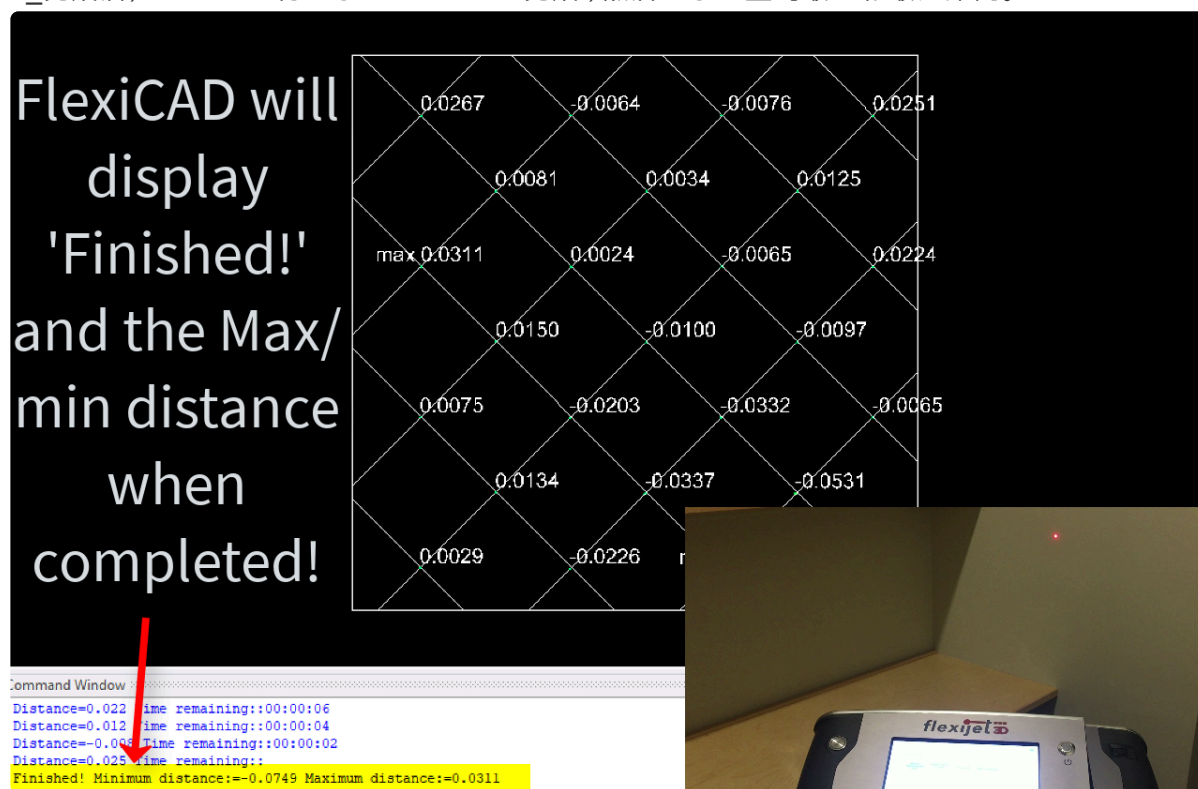 FlexiCAD will
display
'Finished!'
and the Max/
min distance
when
completed!
0.0267 -0.0064 -0.0076 0.0251
0.0081 0.0034 0.0125
max 0.0311 0.0024 -0.0065 0.0224
0.0150 -0.0100 -0.0097
0.0075 -0.0203 -0.0332 -0.0065
0.0134 -0.0337 -0.0531
0.0029 -0.0226
Command Window
Distance=0.022 Time remaining::00:00:06
Distance=0.012 Time remaining::00:00:04
Distance=-0.008 Time remaining::00:00:02
Distance=0.025 Time remaining::
Finished! Minimum distance:=-0.0749 Maximum distance:=0.0311
flexijet 3D